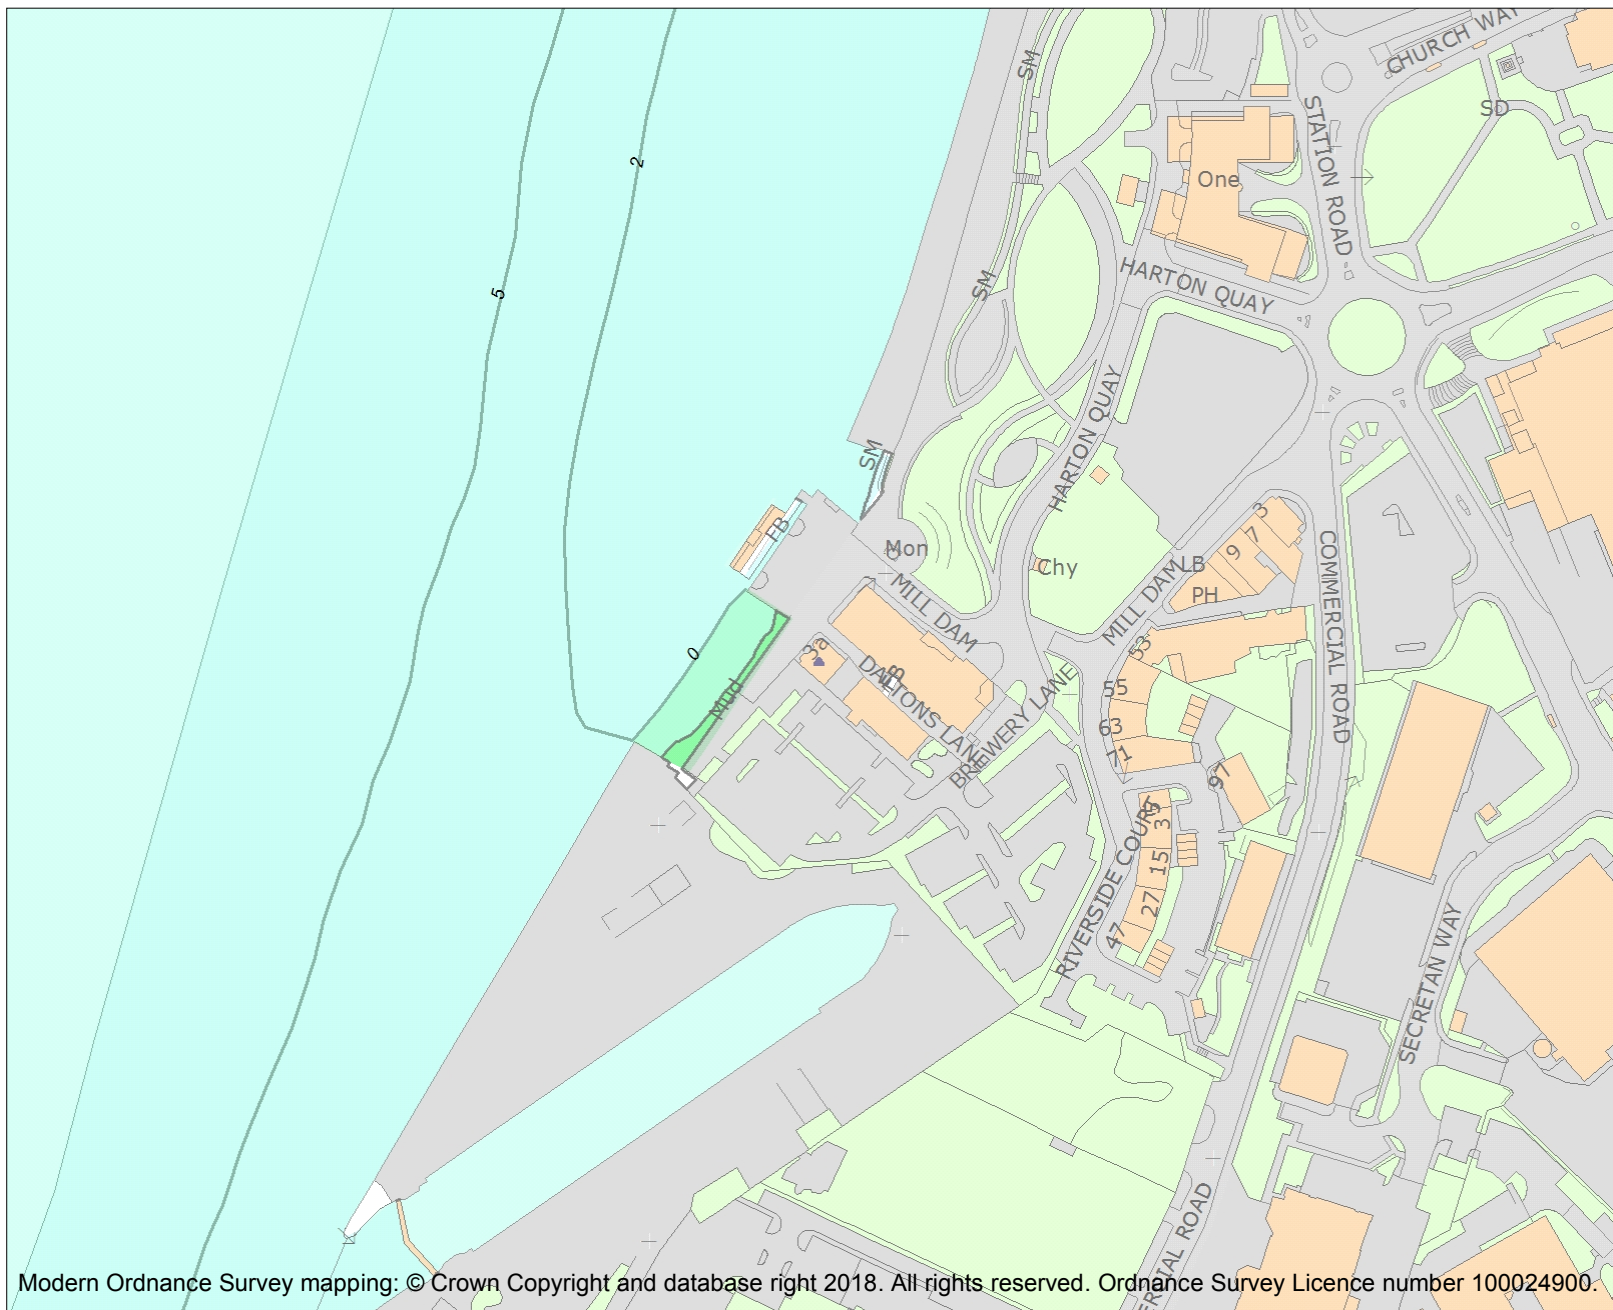 CHURCH WAY
SM
SD
STATION ROAD
2
One
HARTON QUAY
SM
5
HARTON QUAY
SM
3
7
9
FB
Mon
Chy
LB
PH
MILL DAM
MILL DAM
COMMERCIAL ROAD
0
3a
53
Mud
DALTONS LANE
BREWERY LANE
55
63
71
97
3
15
27
47
RIVERSIDE COURT
SECRETAN WAY
Modern Ordnance Survey mapping: © Crown Copyright and database right 2018. All rights reserved. Ordnance Survey Licence number 100024900.